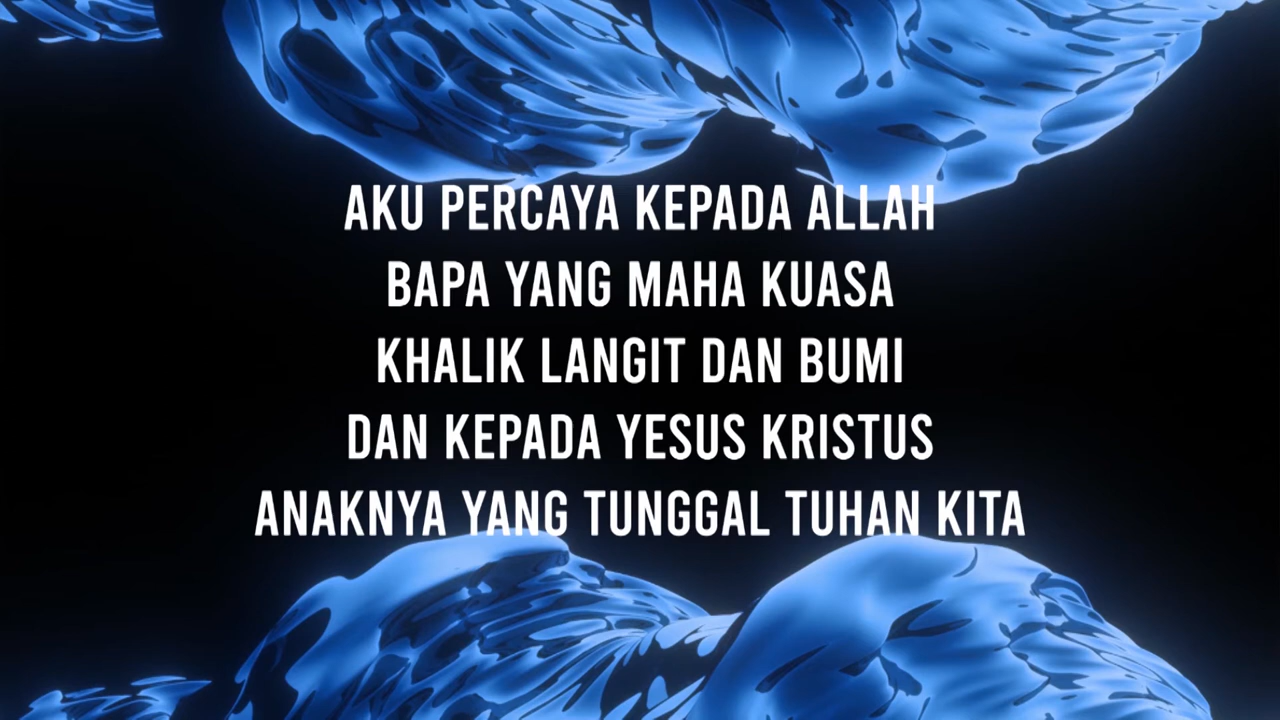 AKU PERCAYA KEPADA ALLAH
BAPA YANG MAHA KUASA
KHALIK LANGIT DAN BUMI
DAN KEPADA YESUS KRISTUS
ANAKNYA YANG TUNGGAL TUHAN KITA